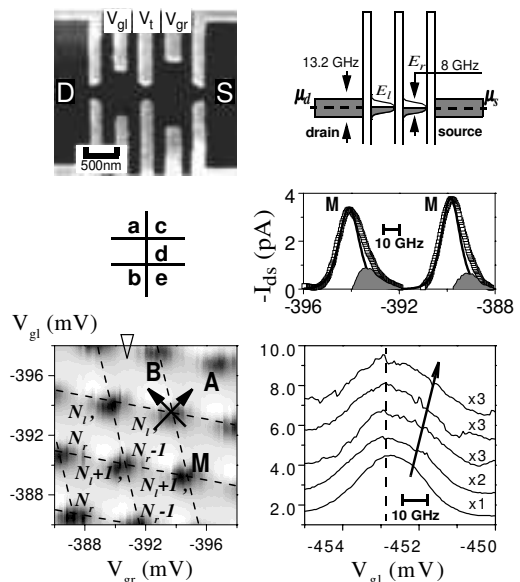 V_gl V_t V_gr
D S
500nm
13.2 GHz E_r 8 GHz
μ_d E_l μ_s
drain source
a c
d
b e
-I_ds (pA)
4
2
0
M M
10 GHz
-396 -392 -388
V_gl (mV)
-396
-392
-388
B A
N_l, N_r
N_l, N_r-1
M
N_l+1, N_r
N_l+1, N_r-1
-388 -392 -396
V_gr (mV)
10.0
8.0
6.0
4.0
2.0
x3
x3
x3
x2
x1
10 GHz
-454 -452 -450
V_gl (mV)